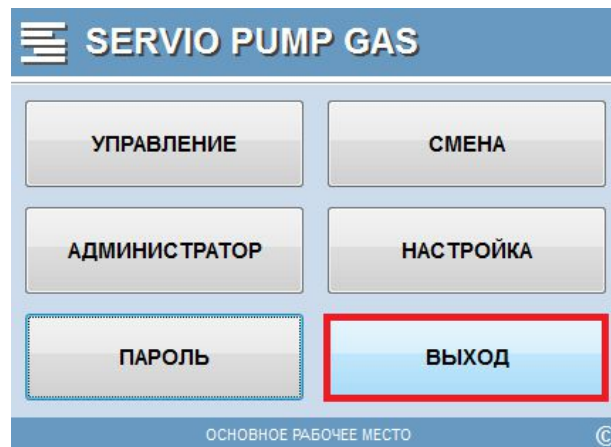 SERVIO PUMP GAS
УПРАВЛЕНИЕ
СМЕНА
АДМИНИСТРАТОР
НАСТРОЙКА
ПАРОЛЬ
ВЫХОД
ОСНОВНОЕ РАБОЧЕЕ МЕСТО
©